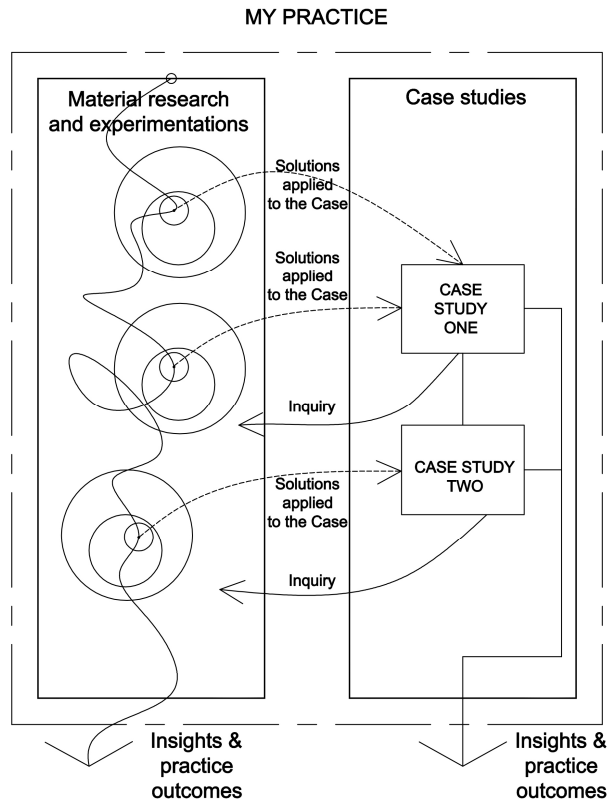 MY PRACTICE
Material research
and experimentations
Case studies
Solutions
applied
to the Case
Solutions
applied
to the Case
CASE
STUDY
ONE
Inquiry
CASE STUDY
TWO
Solutions
applied
to the Case
Inquiry
Insights &
practice
outcomes
Insights &
practice
outcomes